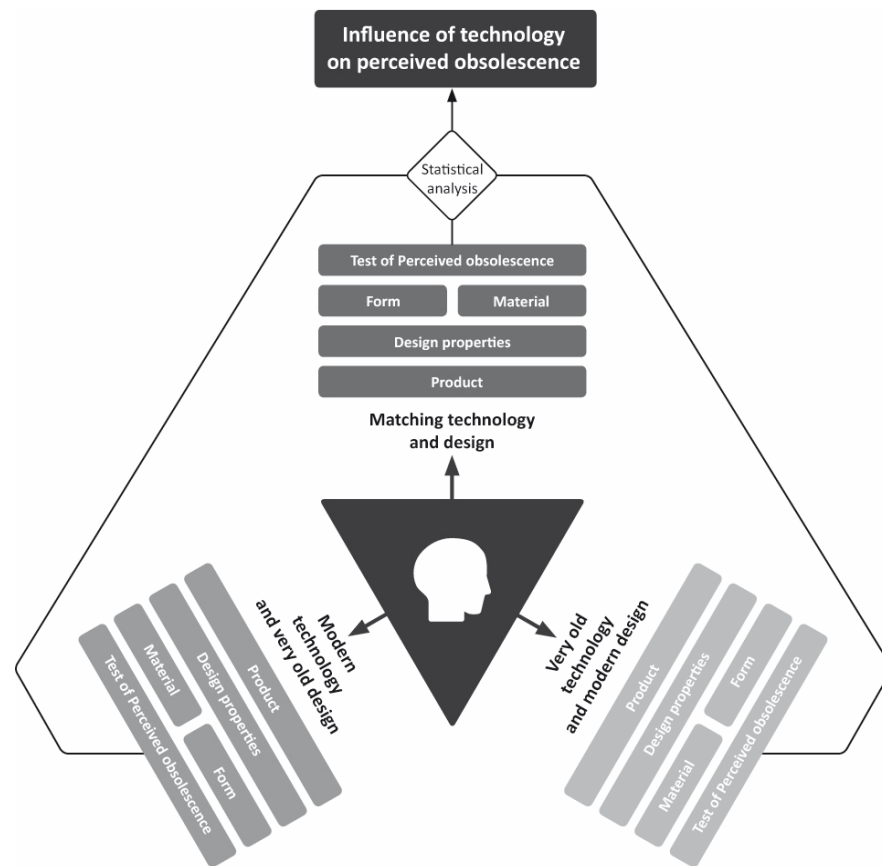 Influence of technology
on perceived obsolescence
Statistical
analysis
Test of Perceived obsolescence
Form
Material
Design properties
Product
Matching technology
and design
Modern
technology
and very old design
Product
Design properties
Material
Form
Test of Perceived obsolescence
Very old
technology
and modern design
Product
Design properties
Form
Material
Test of Perceived obsolescence